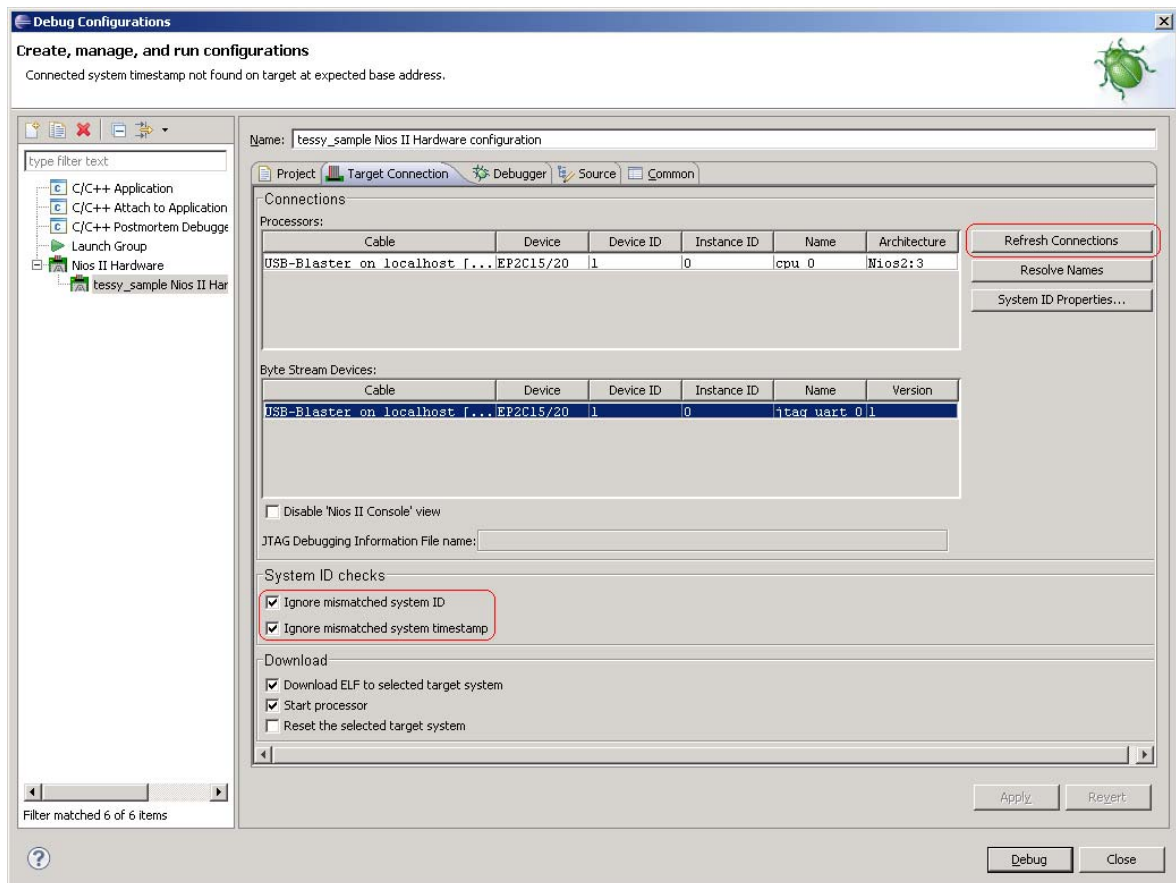 Debug Configurations
Create, manage, and run configurations
Connected system timestamp not found on target at expected base address.
type filter text
C/C++ Application
C/C++ Attach to Application
C/C++ Postmortem Debugge
Launch Group
Nios II Hardware
tessy_sample Nios II Har
Filter matched 6 of 6 items
Name: tessy_sample Nios II Hardware configuration
Project Target Connection Debugger Source Common
Connections
Processors:
Cable Device Device ID Instance ID Name Architecture
USB-Blaster on localhost [... EP2C15/20 1 0 cpu_0 Nios2:3
Refresh Connections
Resolve Names
System ID Properties...
Byte Stream Devices:
Cable Device Device ID Instance ID Name Version
USB-Blaster on localhost [... EP2C15/20 1 0 jtag_uart_0 1
Disable 'Nios II Console' view
JTAG Debugging Information File name:
System ID checks
Ignore mismatched system ID
Ignore mismatched system timestamp
Download
Download ELF to selected target system
Start processor
Reset the selected target system
Apply Revert
? Debug Close